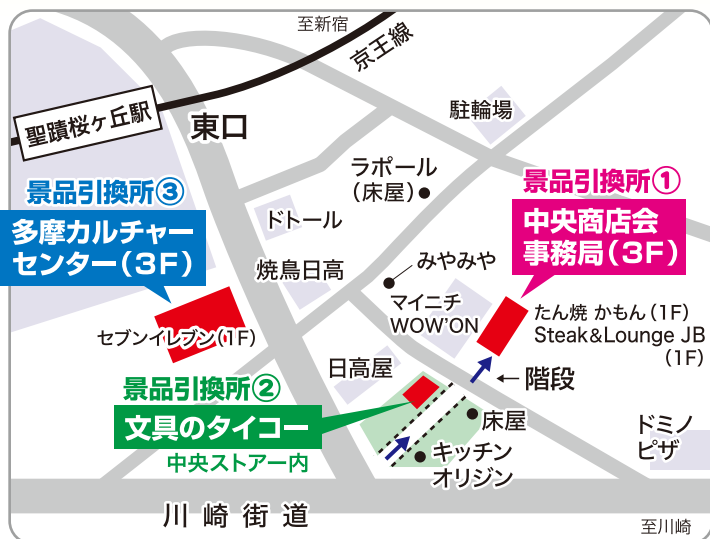 至新宿
京王線
聖蹟桜ヶ丘駅
東口
駐輪場
ラポール
（床屋）
景品引換所①
中央商店会
事務局（3F）
景品引換所③
多摩カルチャー
センター（3F）
ドトール
焼鳥日高
みやみや
マイニチ
WOW'ON
たん焼 かもん（1F）
Steak&Lounge JB
（1F）
セブンイレブン（1F）
日高屋
階段
景品引換所②
文具のタイコー
中央ストアー内
床屋
キッチン
オリジン
ドミノ
ピザ
川崎街道
至川崎